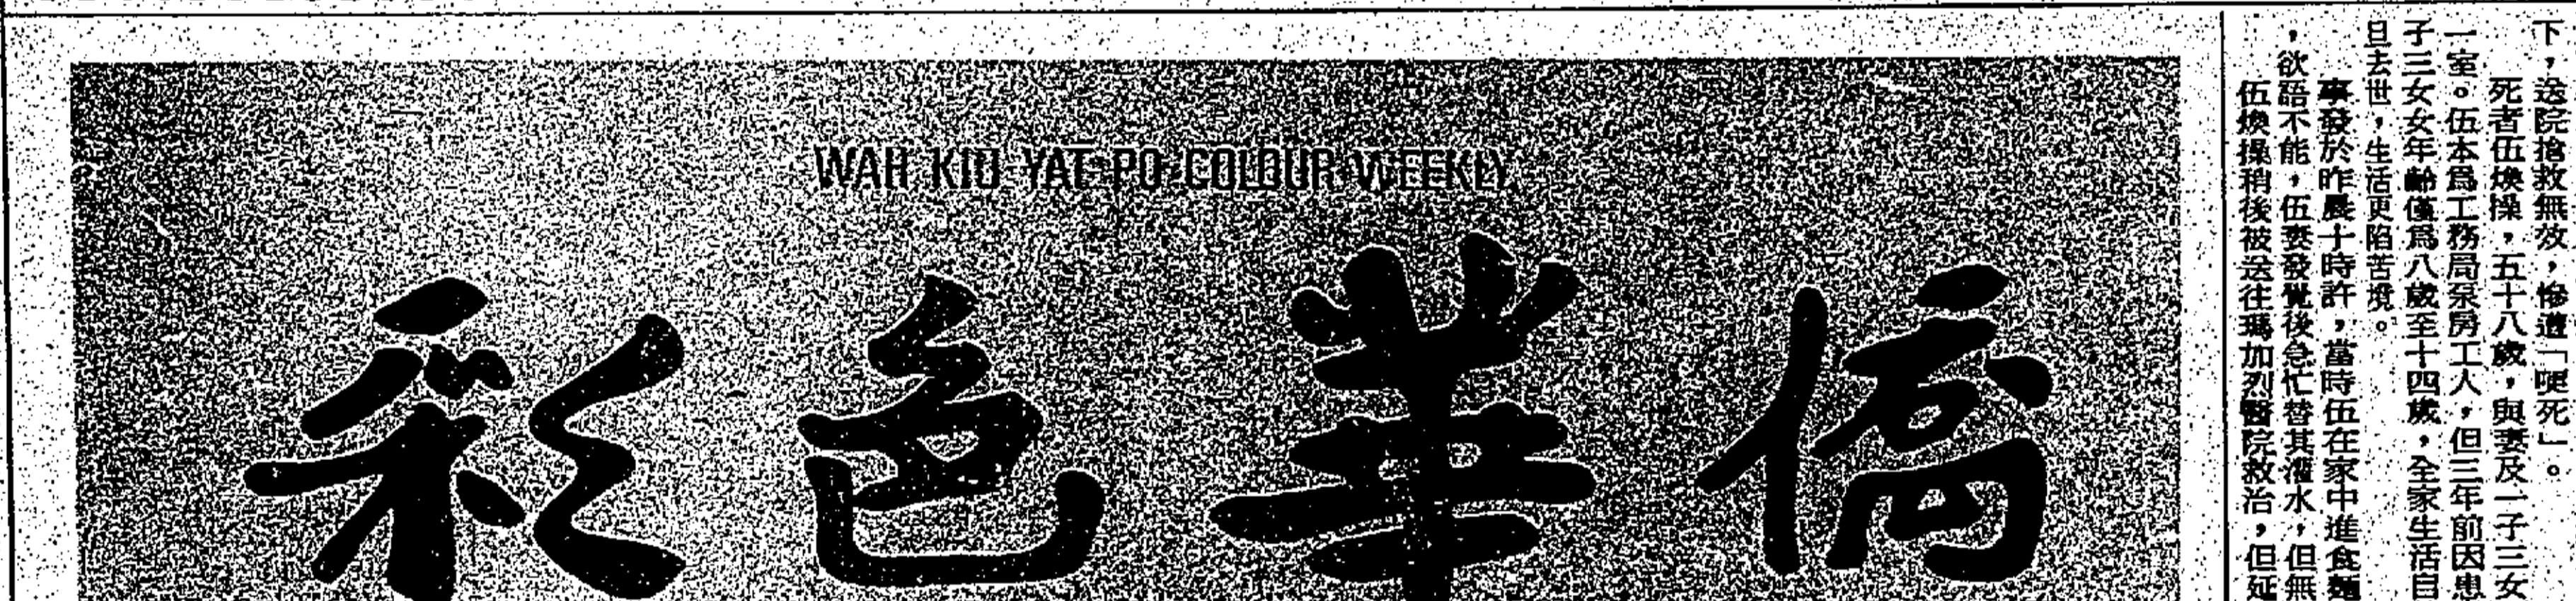 下，送院搶救無效，慘遭「哽死」。
死者伍煥操，五十八歲，與妻及一子三女
一室。伍本爲工務局泵房工人，但三年前因患
子三女女年齡僅爲八歲至十四歲，全家生活自
旦去世，生活更陷苦境。
事發於昨晨十時許，當時伍在家中進食麵
，欲語不能，伍妻發覺後急忙替其灌水，但無
伍煥操稍後被送往瑪加烈醫院救治，但延
WAH KIU YAT PO COLOUR WEEKLY
僑華色彩